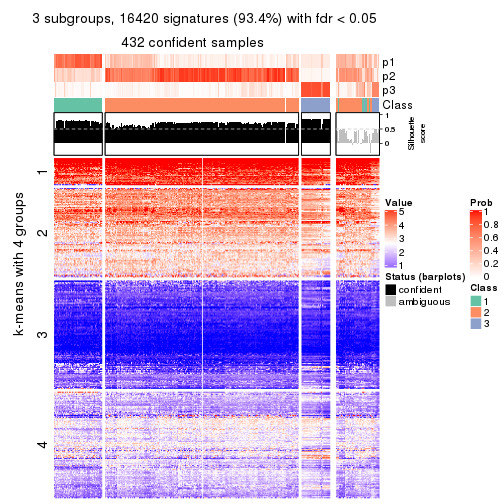 3 subgroups, 16420 signatures (93.4%) with fdr < 0.05
432 confident samples
p1
p2
p3
Class
1
0.5
0
Silhouette
score
k-means with 4 groups
1
2
3
4
Value
5
4
3
2
1
Status (barplots)
confident
ambiguous
Prob
1
0.8
0.6
0.4
0.2
0
Class
1
2
3